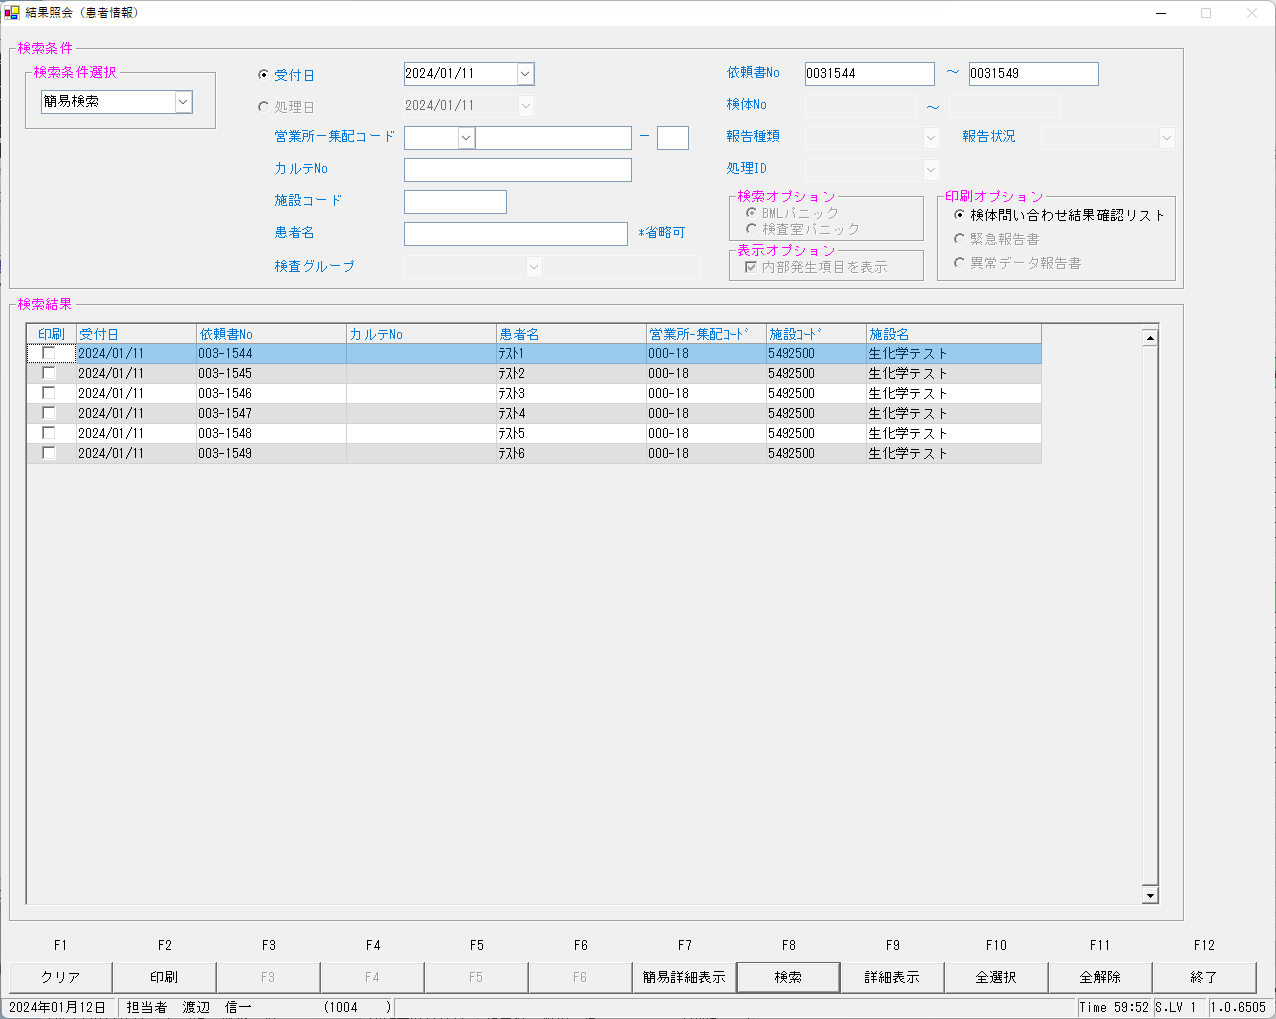 結果照会（患者情報）
検索条件
検索条件選択
簡易検索
受付日 2024/01/11
処理日 2024/01/11
営業所－集配コード －
カルテNo
施設コード
患者名 *省略可
検査グループ
依頼書No 0031544 ～ 0031549
検体No ～
報告種類 報告状況
処理ID
検索オプション
BMLパニック
検査室パニック
表示オプション
内部発生項目を表示
印刷オプション
検体問い合わせ結果確認リスト
緊急報告書
異常データ報告書
検索結果
印刷 受付日 依頼書No カルテNo 患者名 営業所-集配ｺｰﾄﾞ 施設ｺｰﾄﾞ 施設名
2024/01/11 003-1544 ﾃｽﾄ1 000-18 5492500 生化学テスト
2024/01/11 003-1545 ﾃｽﾄ2 000-18 5492500 生化学テスト
2024/01/11 003-1546 ﾃｽﾄ3 000-18 5492500 生化学テスト
2024/01/11 003-1547 ﾃｽﾄ4 000-18 5492500 生化学テスト
2024/01/11 003-1548 ﾃｽﾄ5 000-18 5492500 生化学テスト
2024/01/11 003-1549 ﾃｽﾄ6 000-18 5492500 生化学テスト
F1 F2 F3 F4 F5 F6 F7 F8 F9 F10 F11 F12
クリア 印刷 F3 F4 F5 F6 簡易詳細表示 検索 詳細表示 全選択 全解除 終了
2024年01月12日 担当者 渡辺 信一 (1004 ) Time 59:52 S.LV 1 1.0.6505